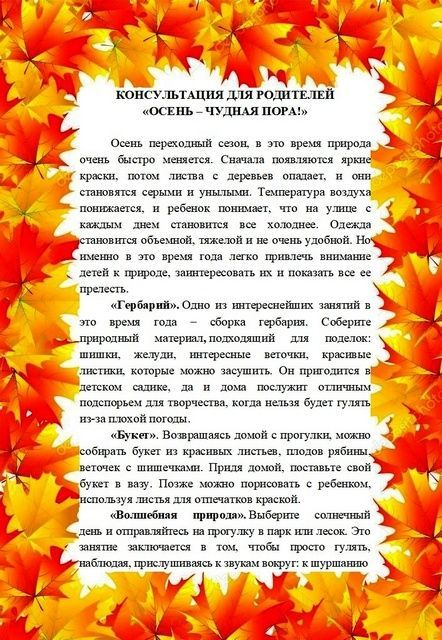 КОНСУЛЬТАЦИЯ ДЛЯ РОДИТЕЛЕЙ
«ОСЕНЬ – ЧУДНАЯ ПОРА!»
Осень переходный сезон, в это время природа
очень быстро меняется. Сначала появляются яркие
краски, потом листва с деревьев опадает, и они
становятся серыми и унылыми. Температура воздуха
понижается, и ребенок понимает, что на улице с
каждым днем становится все холоднее. Одежда
становится объемной, тяжелой и не очень удобной. Но
именно в это время года легко привлечь внимание
детей к природе, заинтересовать их и показать все ее
прелесть.
«Гербарий». Одно из интереснейших занятий в
это время года – сборка гербария. Соберите
природный материал, подходящий для поделок:
шишки, желуди, интересные веточки, красивые
листики, которые можно засушить. Он пригодится в
детском садике, да и дома послужит отличным
подспорьем для творчества, когда нельзя будет гулять
из-за плохой погоды.
«Букет». Возвращаясь домой с прогулки, можно
собирать букет из красивых листьев, плодов рябины,
веточек с шишечками. Придя домой, поставьте свой
букет в вазу. Позже можно порисовать с ребенком,
используя листья для отпечатков краской.
«Волшебная природа». Выберите солнечный
день и отправляйтесь на прогулку в парк или лесок. Это
занятие заключается в том, чтобы просто гулять,
наблюдая, прислушиваясь к звукам вокруг: к шуршанию